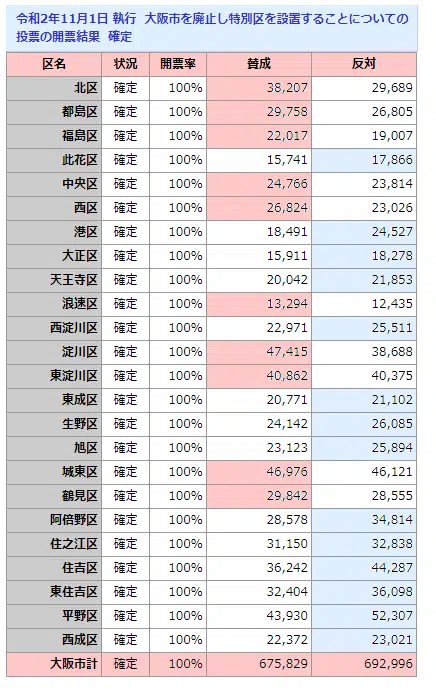 令和2年11月1日 執行 大阪市を廃止し特別区を設置することについての
投票の開票結果 確定
区名 状況 開票率 賛成 反対
北区 確定 100% 38,207 29,689
都島区 確定 100% 29,758 26,805
福島区 確定 100% 22,017 19,007
此花区 確定 100% 15,741 17,866
中央区 確定 100% 24,766 23,814
西区 確定 100% 26,824 23,026
港区 確定 100% 18,491 24,527
大正区 確定 100% 15,911 18,278
天王寺区 確定 100% 20,042 21,853
浪速区 確定 100% 13,294 12,435
西淀川区 確定 100% 22,971 25,511
淀川区 確定 100% 47,415 38,688
東淀川区 確定 100% 40,862 40,375
東成区 確定 100% 20,771 21,102
生野区 確定 100% 24,142 26,085
旭区 確定 100% 23,123 25,894
城東区 確定 100% 46,976 46,121
鶴見区 確定 100% 29,842 28,555
阿倍野区 確定 100% 28,578 34,814
住之江区 確定 100% 31,150 32,838
住吉区 確定 100% 36,242 44,287
東住吉区 確定 100% 32,404 36,098
平野区 確定 100% 43,930 52,307
西成区 確定 100% 22,372 23,021
大阪市計 確定 100% 675,829 692,996